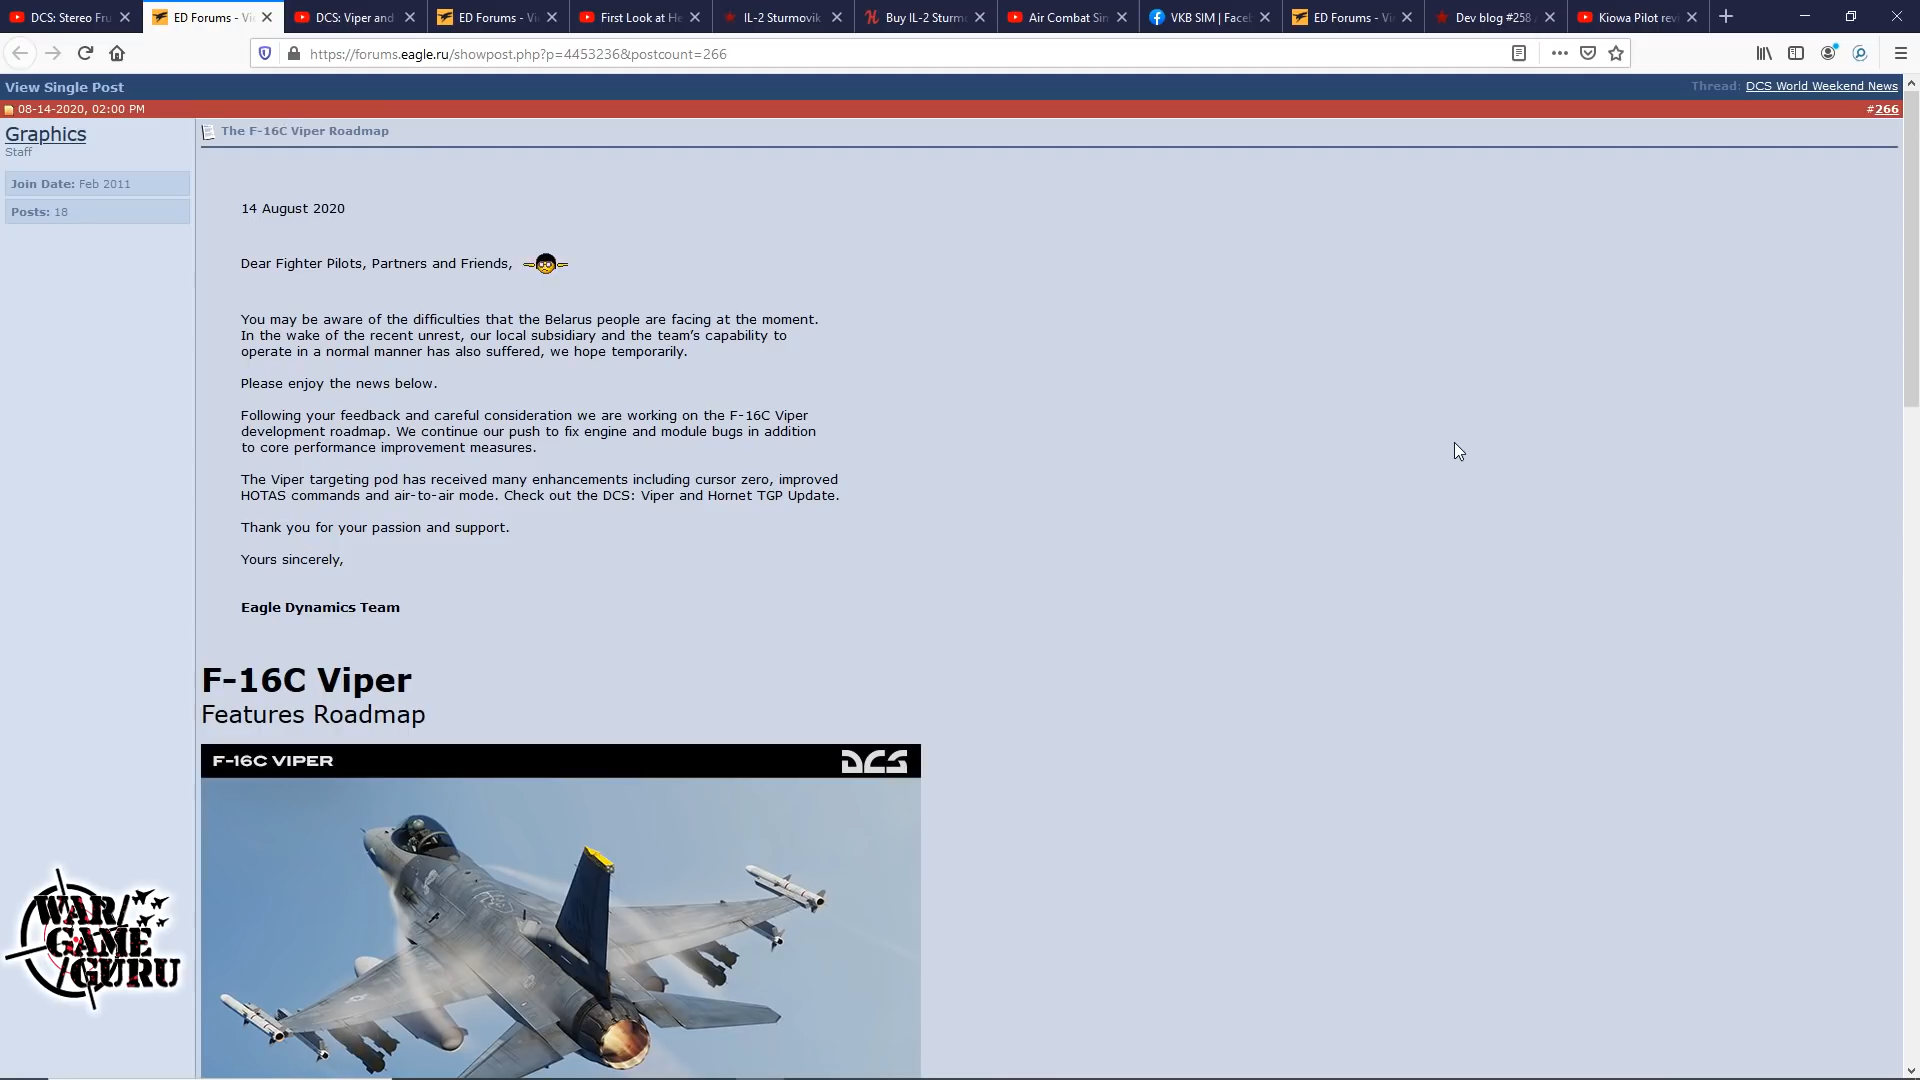 DCS: Stereo Fru
ED Forums - Vi
DCS: Viper and
ED Forums - Vi
First Look at He
IL-2 Sturmovik
Buy IL-2 Sturmo
Air Combat Sim
VKB SIM | Faceb
ED Forums - Vi
Dev blog #258
Kiowa Pilot revi
https://forums.eagle.ru/showpost.php?p=4453236&postcount=266
View Single Post
Thread: DCS World Weekend News
08-14-2020, 02:00 PM
#266
Graphics
Staff
Join Date: Feb 2011
Posts: 18
The F-16C Viper Roadmap
14 August 2020
Dear Fighter Pilots, Partners and Friends,
You may be aware of the difficulties that the Belarus people are facing at the moment.
In the wake of the recent unrest, our local subsidiary and the team’s capability to
operate in a normal manner has also suffered, we hope temporarily.
Please enjoy the news below.
Following your feedback and careful consideration we are working on the F-16C Viper
development roadmap. We continue our push to fix engine and module bugs in addition
to core performance improvement measures.
The Viper targeting pod has received many enhancements including cursor zero, improved
HOTAS commands and air-to-air mode. Check out the DCS: Viper and Hornet TGP Update.
Thank you for your passion and support.
Yours sincerely,
Eagle Dynamics Team
F-16C Viper
Features Roadmap
F-16C VIPER
DCS
WAR/
GAME
GURU